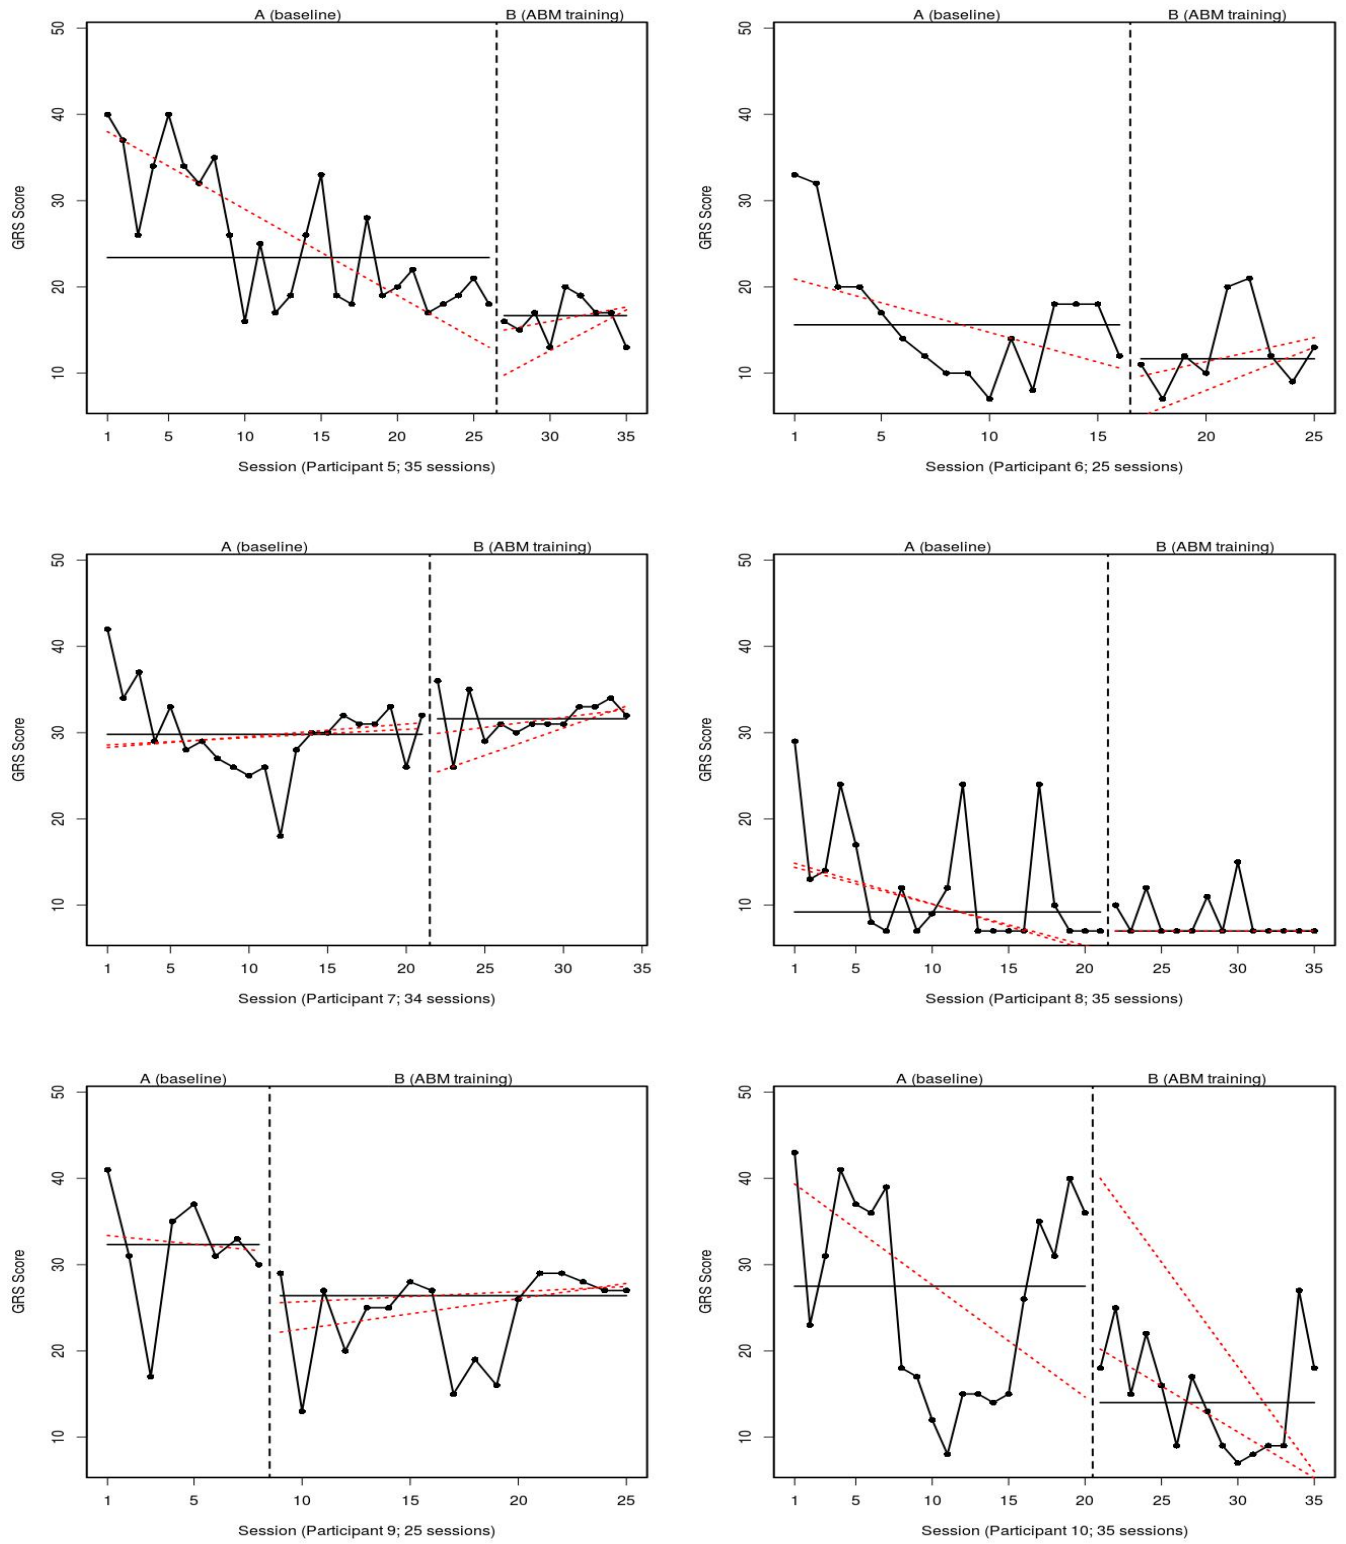 A (baseline) B (ABM training) A (baseline) B (ABM training)
50 50
40 40
GRS Score 30 GRS Score 30
20 20
10 10
1 5 10 15 20 25 30 35 1 5 10 15 20 25
Session (Participant 5; 35 sessions) Session (Participant 6; 25 sessions)
A (baseline) B (ABM training) A (baseline) B (ABM training)
50 50
40 40
GRS Score 30 GRS Score 30
20 20
10 10
1 5 10 15 20 25 30 35 1 5 10 15 20 25 30 35
Session (Participant 7; 34 sessions) Session (Participant 8; 35 sessions)
A (baseline) B (ABM training) A (baseline) B (ABM training)
50 50
40 40
GRS Score 30 GRS Score 30
20 20
10 10
1 5 10 15 20 25 1 5 10 15 20 25 30 35
Session (Participant 9; 25 sessions) Session (Participant 10; 35 sessions)